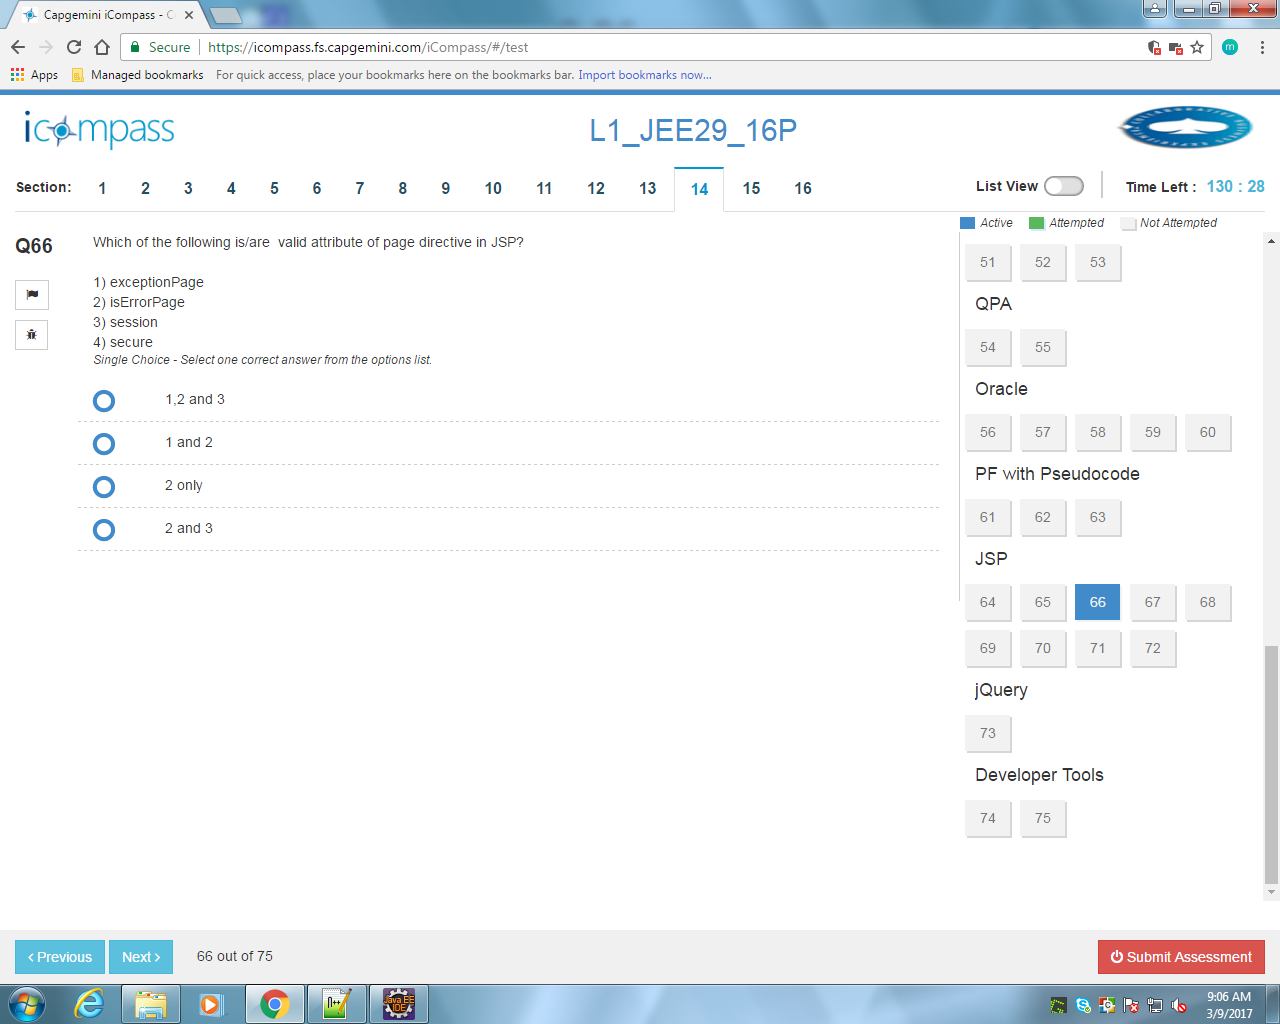 Capgemini iCompass - C
Secure https://icompass.fs.capgemini.com/iCompass/#/test
m
Apps Managed bookmarks For quick access, place your bookmarks here on the bookmarks bar. Import bookmarks now...
icompass
L1_JEE29_16P
Section: 1 2 3 4 5 6 7 8 9 10 11 12 13 14 15 16
List View Time Left : 130 : 28
Active Attempted Not Attempted
Q66
Which of the following is/are valid attribute of page directive in JSP?
1) exceptionPage
2) isErrorPage
3) session
4) secure
Single Choice - Select one correct answer from the options list.
1,2 and 3
1 and 2
2 only
2 and 3
51 52 53
QPA
54 55
Oracle
56 57 58 59 60
PF with Pseudocode
61 62 63
JSP
64 65 66 67 68
69 70 71 72
jQuery
73
Developer Tools
74 75
Previous Next 66 out of 75 Submit Assessment
Java EE
IDE
9:06 AM
3/9/2017